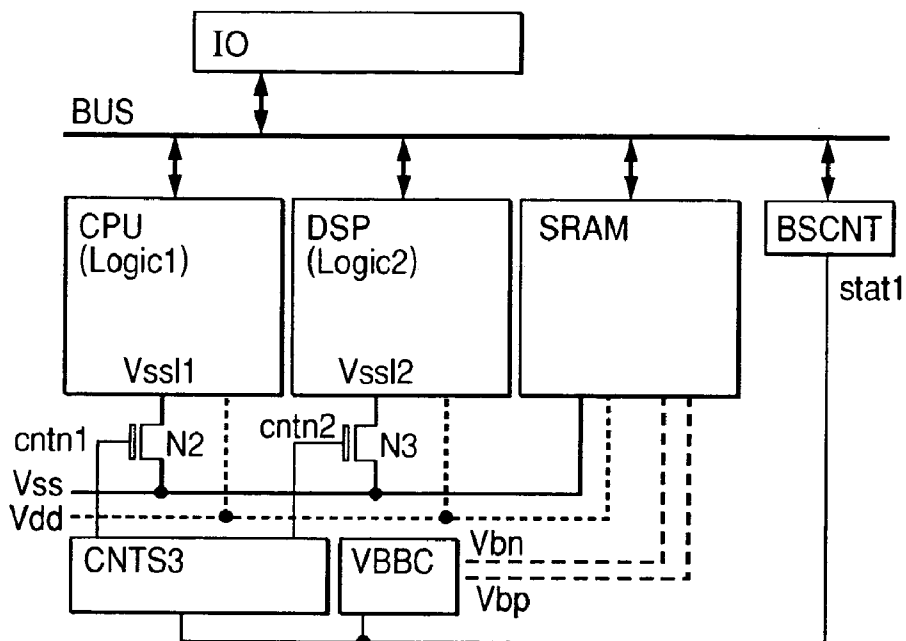 IO
BUS
CPU
(Logic1)
DSP
(Logic2)
SRAM
BSCNT
stat1
Vssl1
Vssl2
cntn1
N2
cntn2
N3
Vss
Vdd
CNTS3
VBBC
Vbn
Vbp